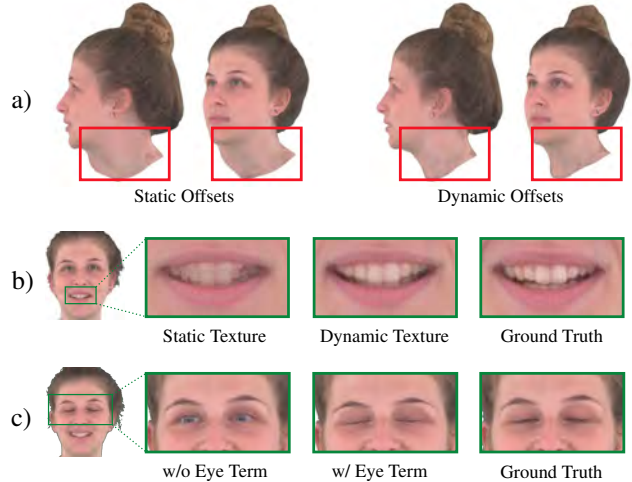 a)
Static Offsets Dynamic Offsets
b)
Static Texture Dynamic Texture Ground Truth
c)
w/o Eye Term w/ Eye Term Ground Truth